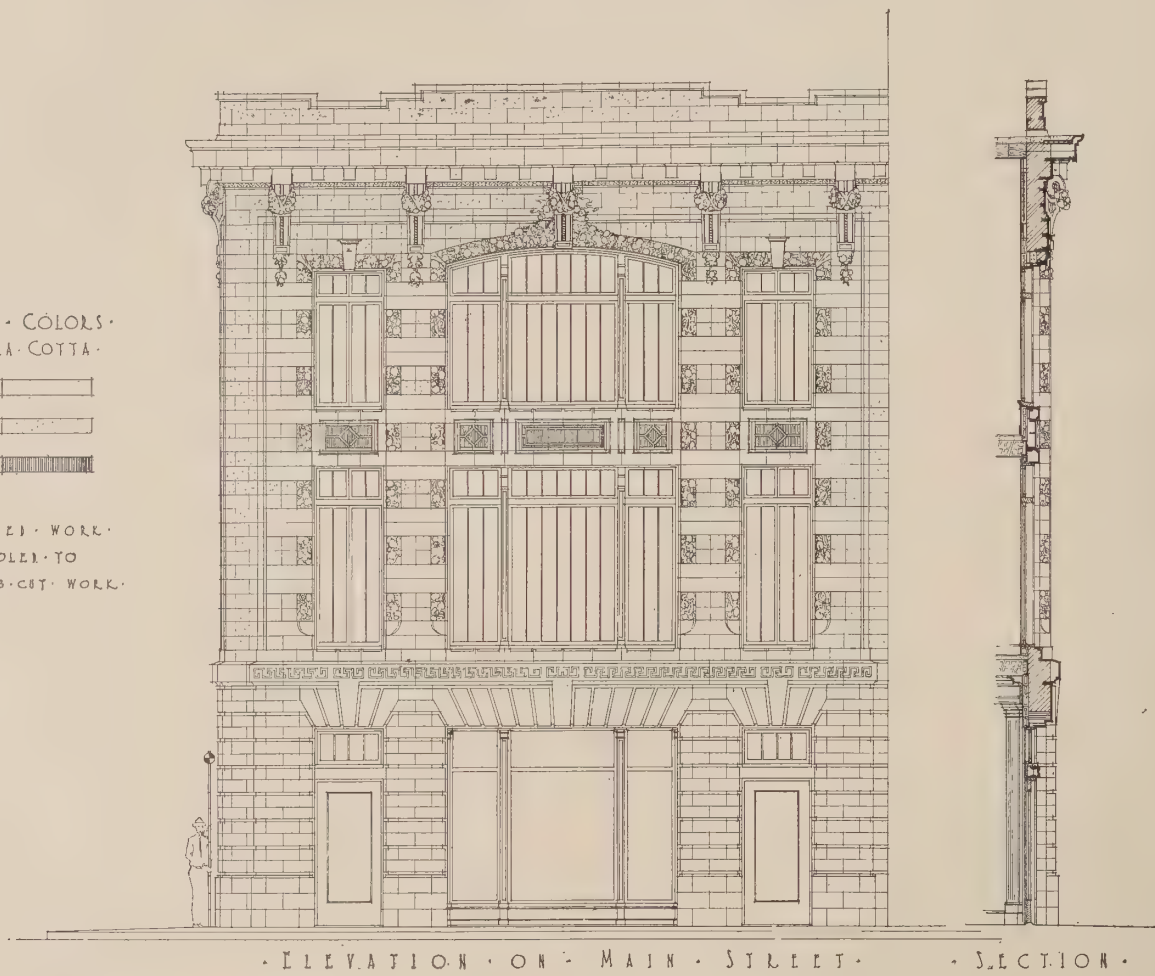 · COLORS ·
A · COTTA ·
ED · WORK ·
OLER · TO
B · CUT · WORK ·
· ELEVATION · ON · MAIN · STREET ·
· SECTION ·